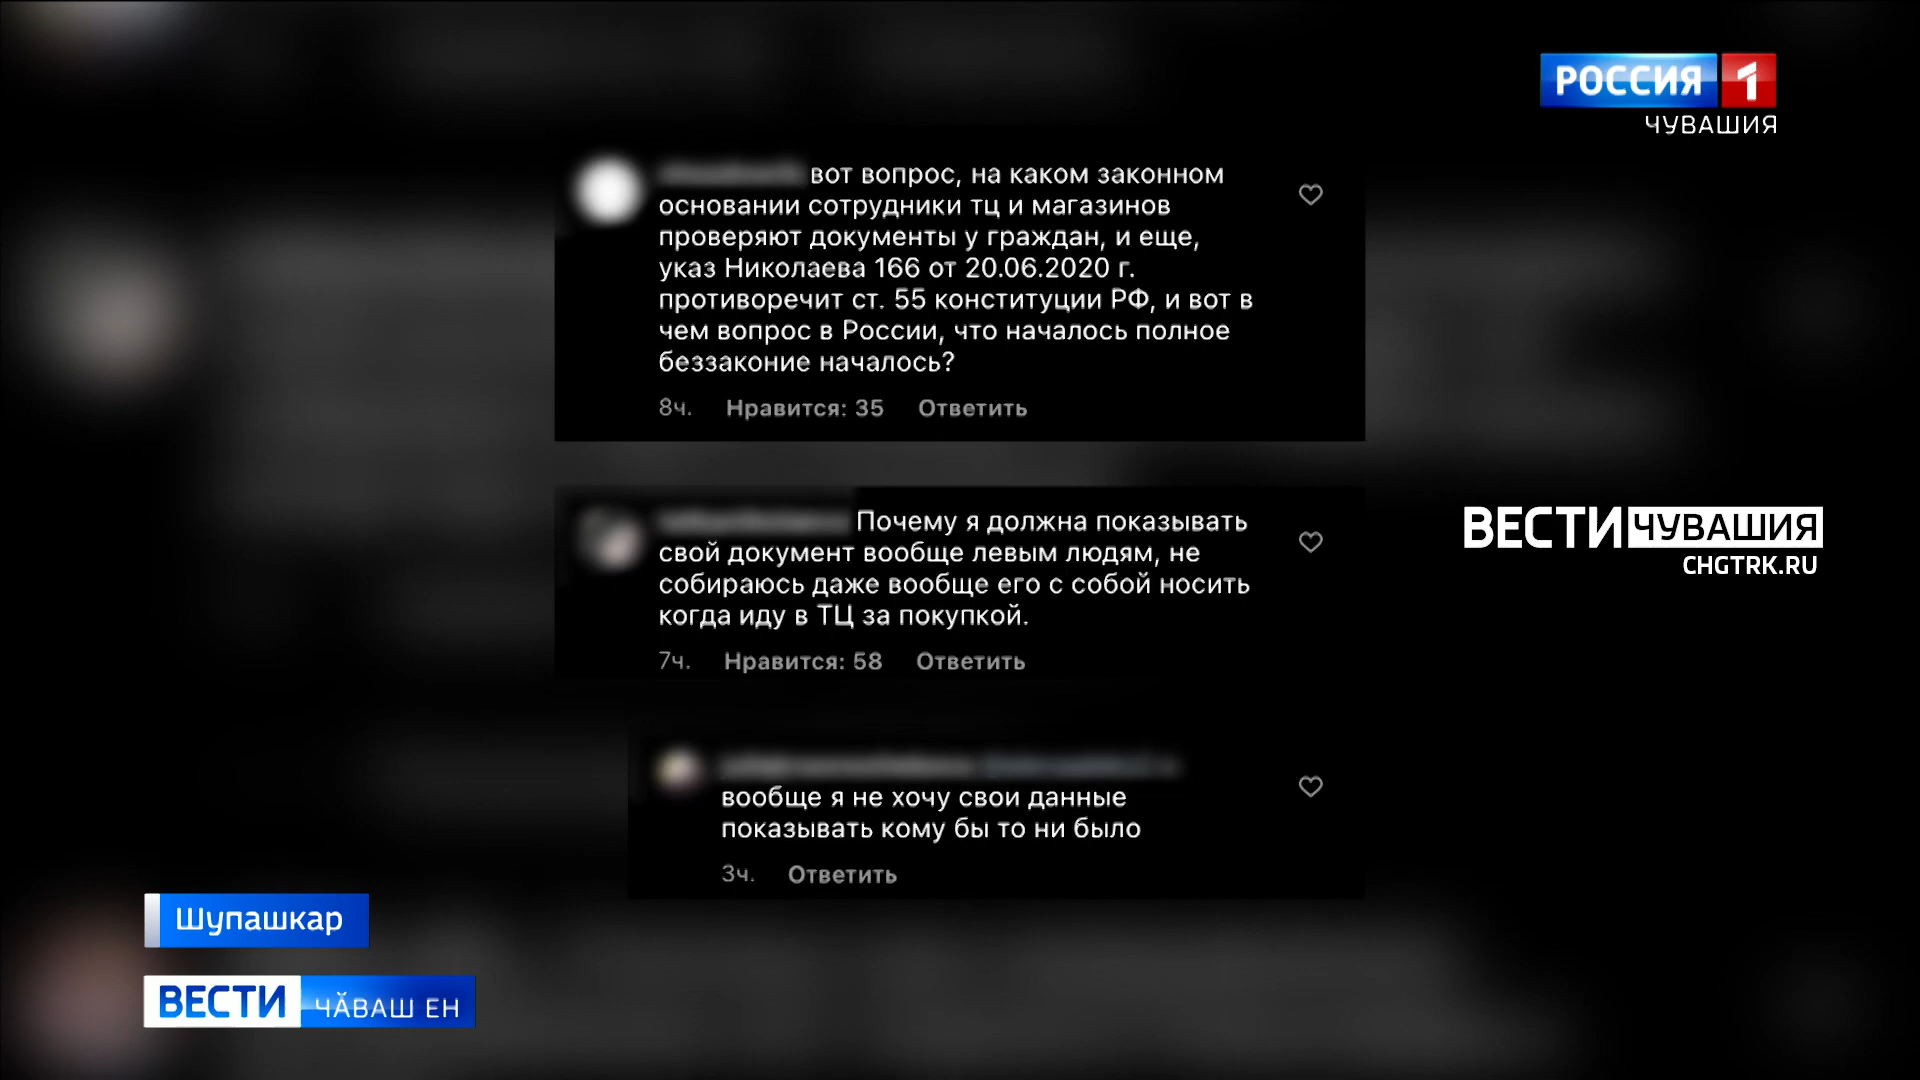 РОССИЯ 1
ЧУВАШИЯ
вот вопрос, на каком законном
основании сотрудники тц и магазинов
проверяют документы у граждан, и еще,
указ Николаева 166 от 20.06.2020 г.
противоречит ст. 55 конституции РФ, и вот в
чем вопрос в России, что началось полное
беззаконие началось?
8ч. Нравится: 35 Ответить
Почему я должна показывать
свой документ вообще левым людям, не
собираюсь даже вообще его с собой носить
когда иду в ТЦ за покупкой.
7ч. Нравится: 58 Ответить
ВЕСТИ ЧУВАШИЯ
CHGTRK.RU
вообще я не хочу свои данные
показывать кому бы то ни было
3ч. Ответить
Шупашкар
ВЕСТИ ЧӐВАШ ЕН